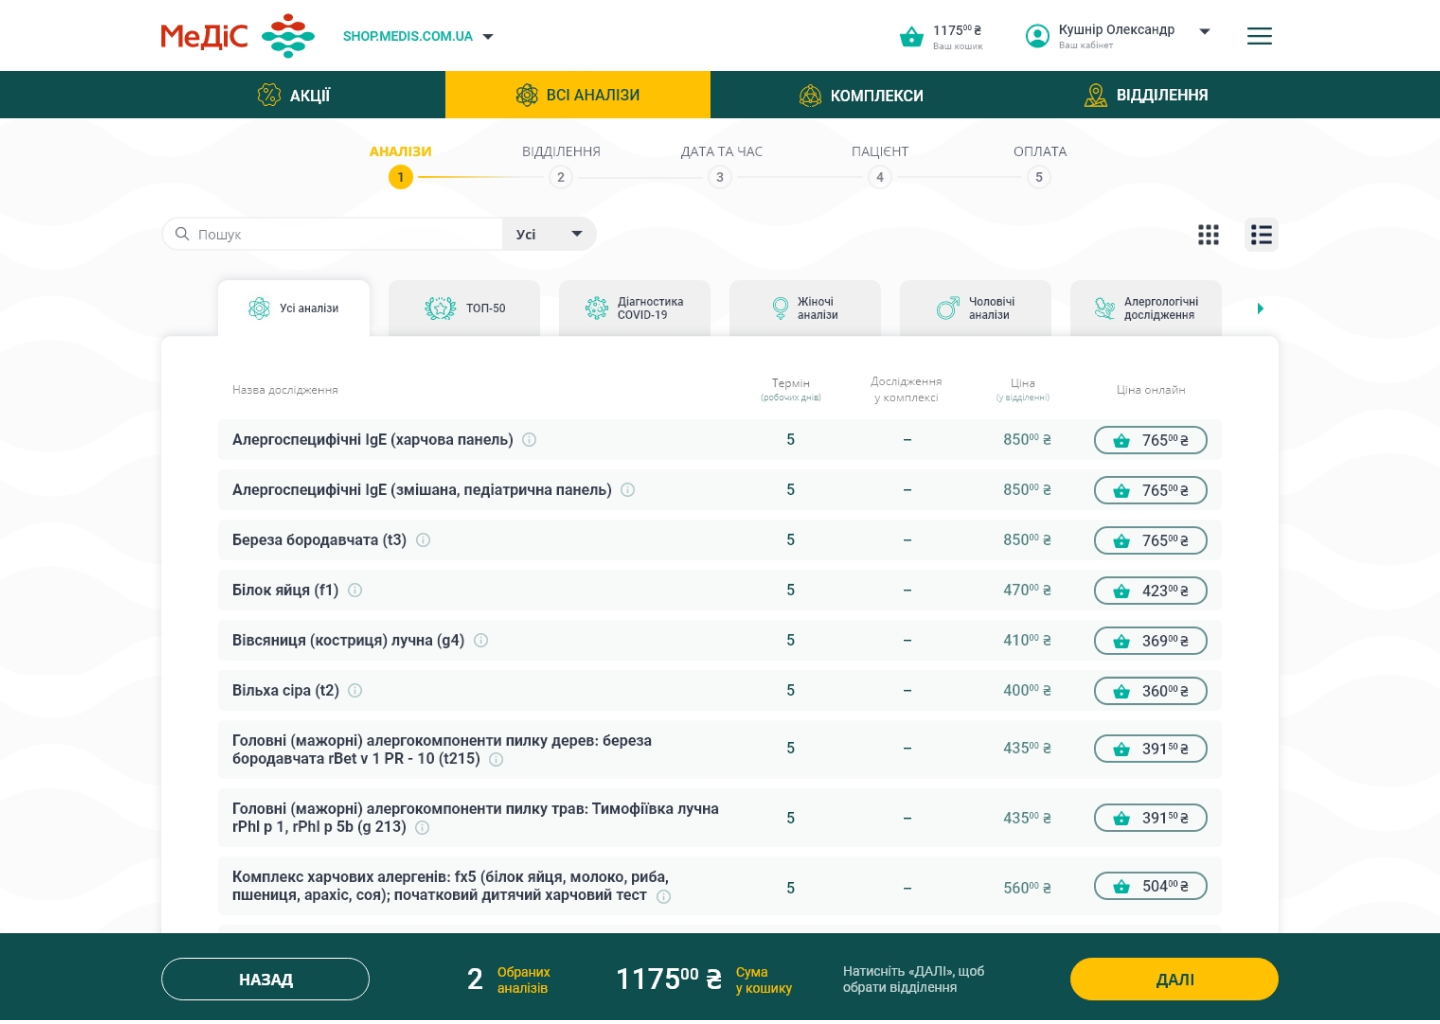 МеДіС
SHOP.MEDIS.COM.UA
1175⁰⁰ ₴
Ваш кошик
Кушнір Олександр
Ваш кабінет
АКЦІЇ
ВСІ АНАЛІЗИ
КОМПЛЕКСИ
ВІДДІЛЕННЯ
АНАЛІЗИ
ВІДДІЛЕННЯ
ДАТА ТА ЧАС
ПАЦІЄНТ
ОПЛАТА
1
2
3
4
5
Пошук
Усі
Усі аналізи
ТОП-50
Діагностика
COVID-19
Жіночі
аналізи
Чоловічі
аналізи
Алергологічні
дослідження
Назва дослідження
Термін
(робочих днів)
Дослідження
у комплексі
Ціна
(у відділенні)
Ціна онлайн
Алергоспецифічні IgE (харчова панель)
5
–
850⁰⁰ ₴
765⁰⁰ ₴
Алергоспецифічні IgE (змішана, педіатрична панель)
5
–
850⁰⁰ ₴
765⁰⁰ ₴
Береза бородавчата (t3)
5
–
850⁰⁰ ₴
765⁰⁰ ₴
Білок яйця (f1)
5
–
470⁰⁰ ₴
423⁰⁰ ₴
Вівсяниця (костриця) лучна (g4)
5
–
410⁰⁰ ₴
369⁰⁰ ₴
Вільха сіра (t2)
5
–
400⁰⁰ ₴
360⁰⁰ ₴
Головні (мажорні) алергокомпоненти пилку дерев: береза
бородавчата rBet v 1 PR - 10 (t215)
5
–
435⁰⁰ ₴
391⁵⁰ ₴
Головні (мажорні) алергокомпоненти пилку трав: Тимофіївка лучна
rPhl p 1, rPhl p 5b (g 213)
5
–
435⁰⁰ ₴
391⁵⁰ ₴
Комплекс харчових алергенів: fx5 (білок яйця, молоко, риба,
пшениця, арахіс, соя); початковий дитячий харчовий тест
5
–
560⁰⁰ ₴
504⁰⁰ ₴
НАЗАД
2
Обраних
аналізів
1175⁰⁰ ₴
Сума
у кошику
Натисніть «ДАЛІ», щоб
обрати відділення
ДАЛІ